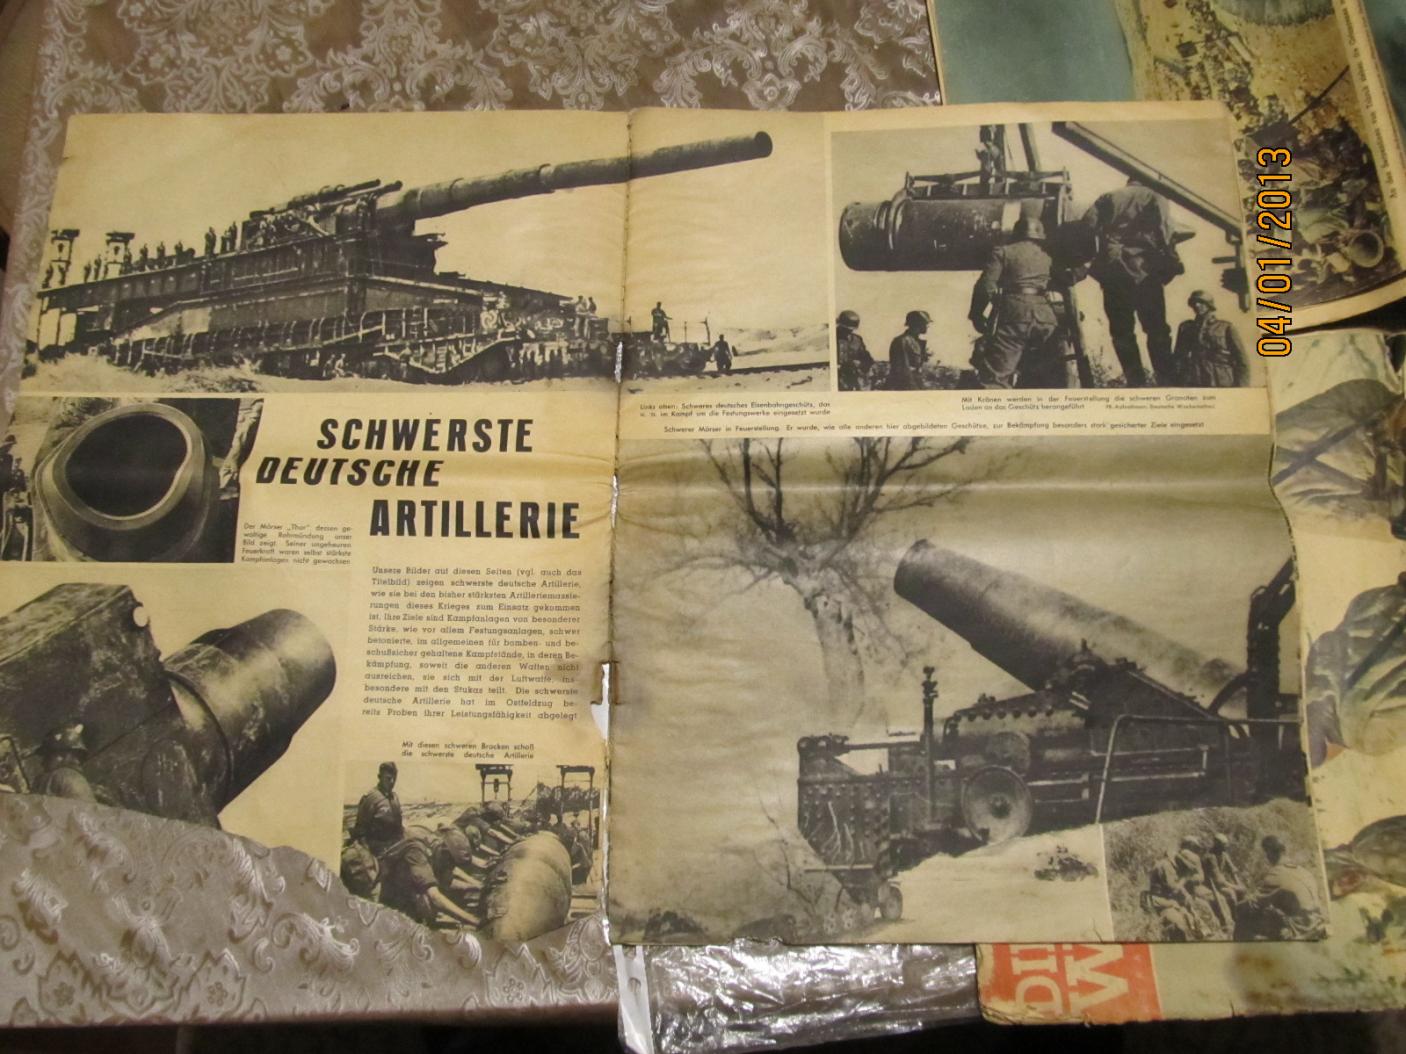 Links oben: Schweres deutsches Eisenbahngeschütz, das
u. a. im Kampf um die Festungswerke eingesetzt wurde
Mit Kränen werden in der Feuerstellung die schweren Granaten zum
Laden an das Geschütz herangeführt
PK-Aufnahmen: Deutsche Wochenschau
Schwerer Mörser in Feuerstellung. Er wurde, wie alle anderen hier abgebildeten Geschütze, zur Bekämpfung besonders stark gesicherter Ziele eingesetzt
SCHWERSTE
DEUTSCHE
ARTILLERIE
Der Mörser „Thor“, dessen ge-
waltige Rohrmündung unser
Bild zeigt. Seiner ungeheuren
Feuerkraft waren selbst stärkste
Kampfanlagen nicht gewachsen
Unsere Bilder auf diesen Seiten (vgl. auch das
Titelbild) zeigen schwerste deutsche Artillerie,
wie sie bei den bisher stärksten Artilleriemassie-
rungen dieses Krieges zum Einsatz gekommen
ist. Ihre Ziele sind Kampfanlagen von besonderer
Stärke, wie vor allem Festungsanlagen, schwer
betonierte, im allgemeinen für bomben- und be-
schußsicher gehaltene Kampfstände, in deren Be-
kämpfung, soweit die anderen Waffen nicht
ausreichen, sie sich mit der Luftwaffe, ins-
besondere mit den Stukas teilt. Die schwerste
deutsche Artillerie hat im Ostfeldzug be-
reits Proben ihrer Leistungsfähigkeit abgelegt
Mit diesen schweren Brocken schoß
die schwerste deutsche Artillerie
04/01/2013